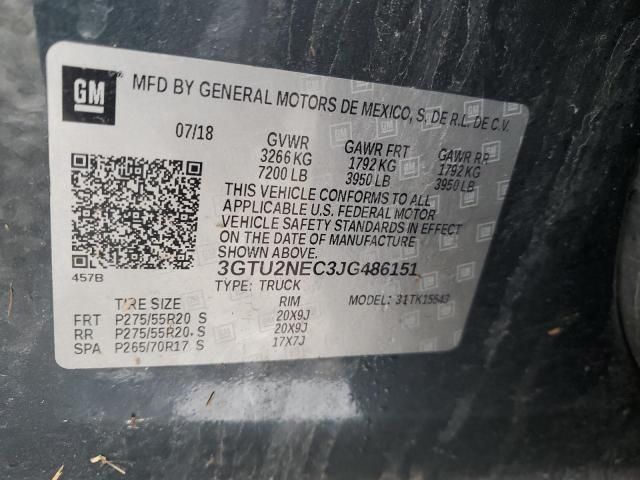 GM
MFD BY GENERAL MOTORS DE MEXICO, S. DE R.L. DE C.V.
07/18 GVWR GAWR FRT GAWR RR
3266 KG 1792 KG 1792 KG
7200 LB 3950 LB 3950 LB
THIS VEHICLE CONFORMS TO ALL
APPLICABLE U.S. FEDERAL MOTOR
VEHICLE SAFETY STANDARDS IN EFFECT
ON THE DATE OF MANUFACTURE
SHOWN ABOVE.
457B 3GTU2NEC3JG486151
TYPE: TRUCK MODEL: 31TK15543
TIRE SIZE RIM
FRT P275/55R20 S 20X9J
RR P275/55R20 S 20X9J
SPA P265/70R17 S 17X7J